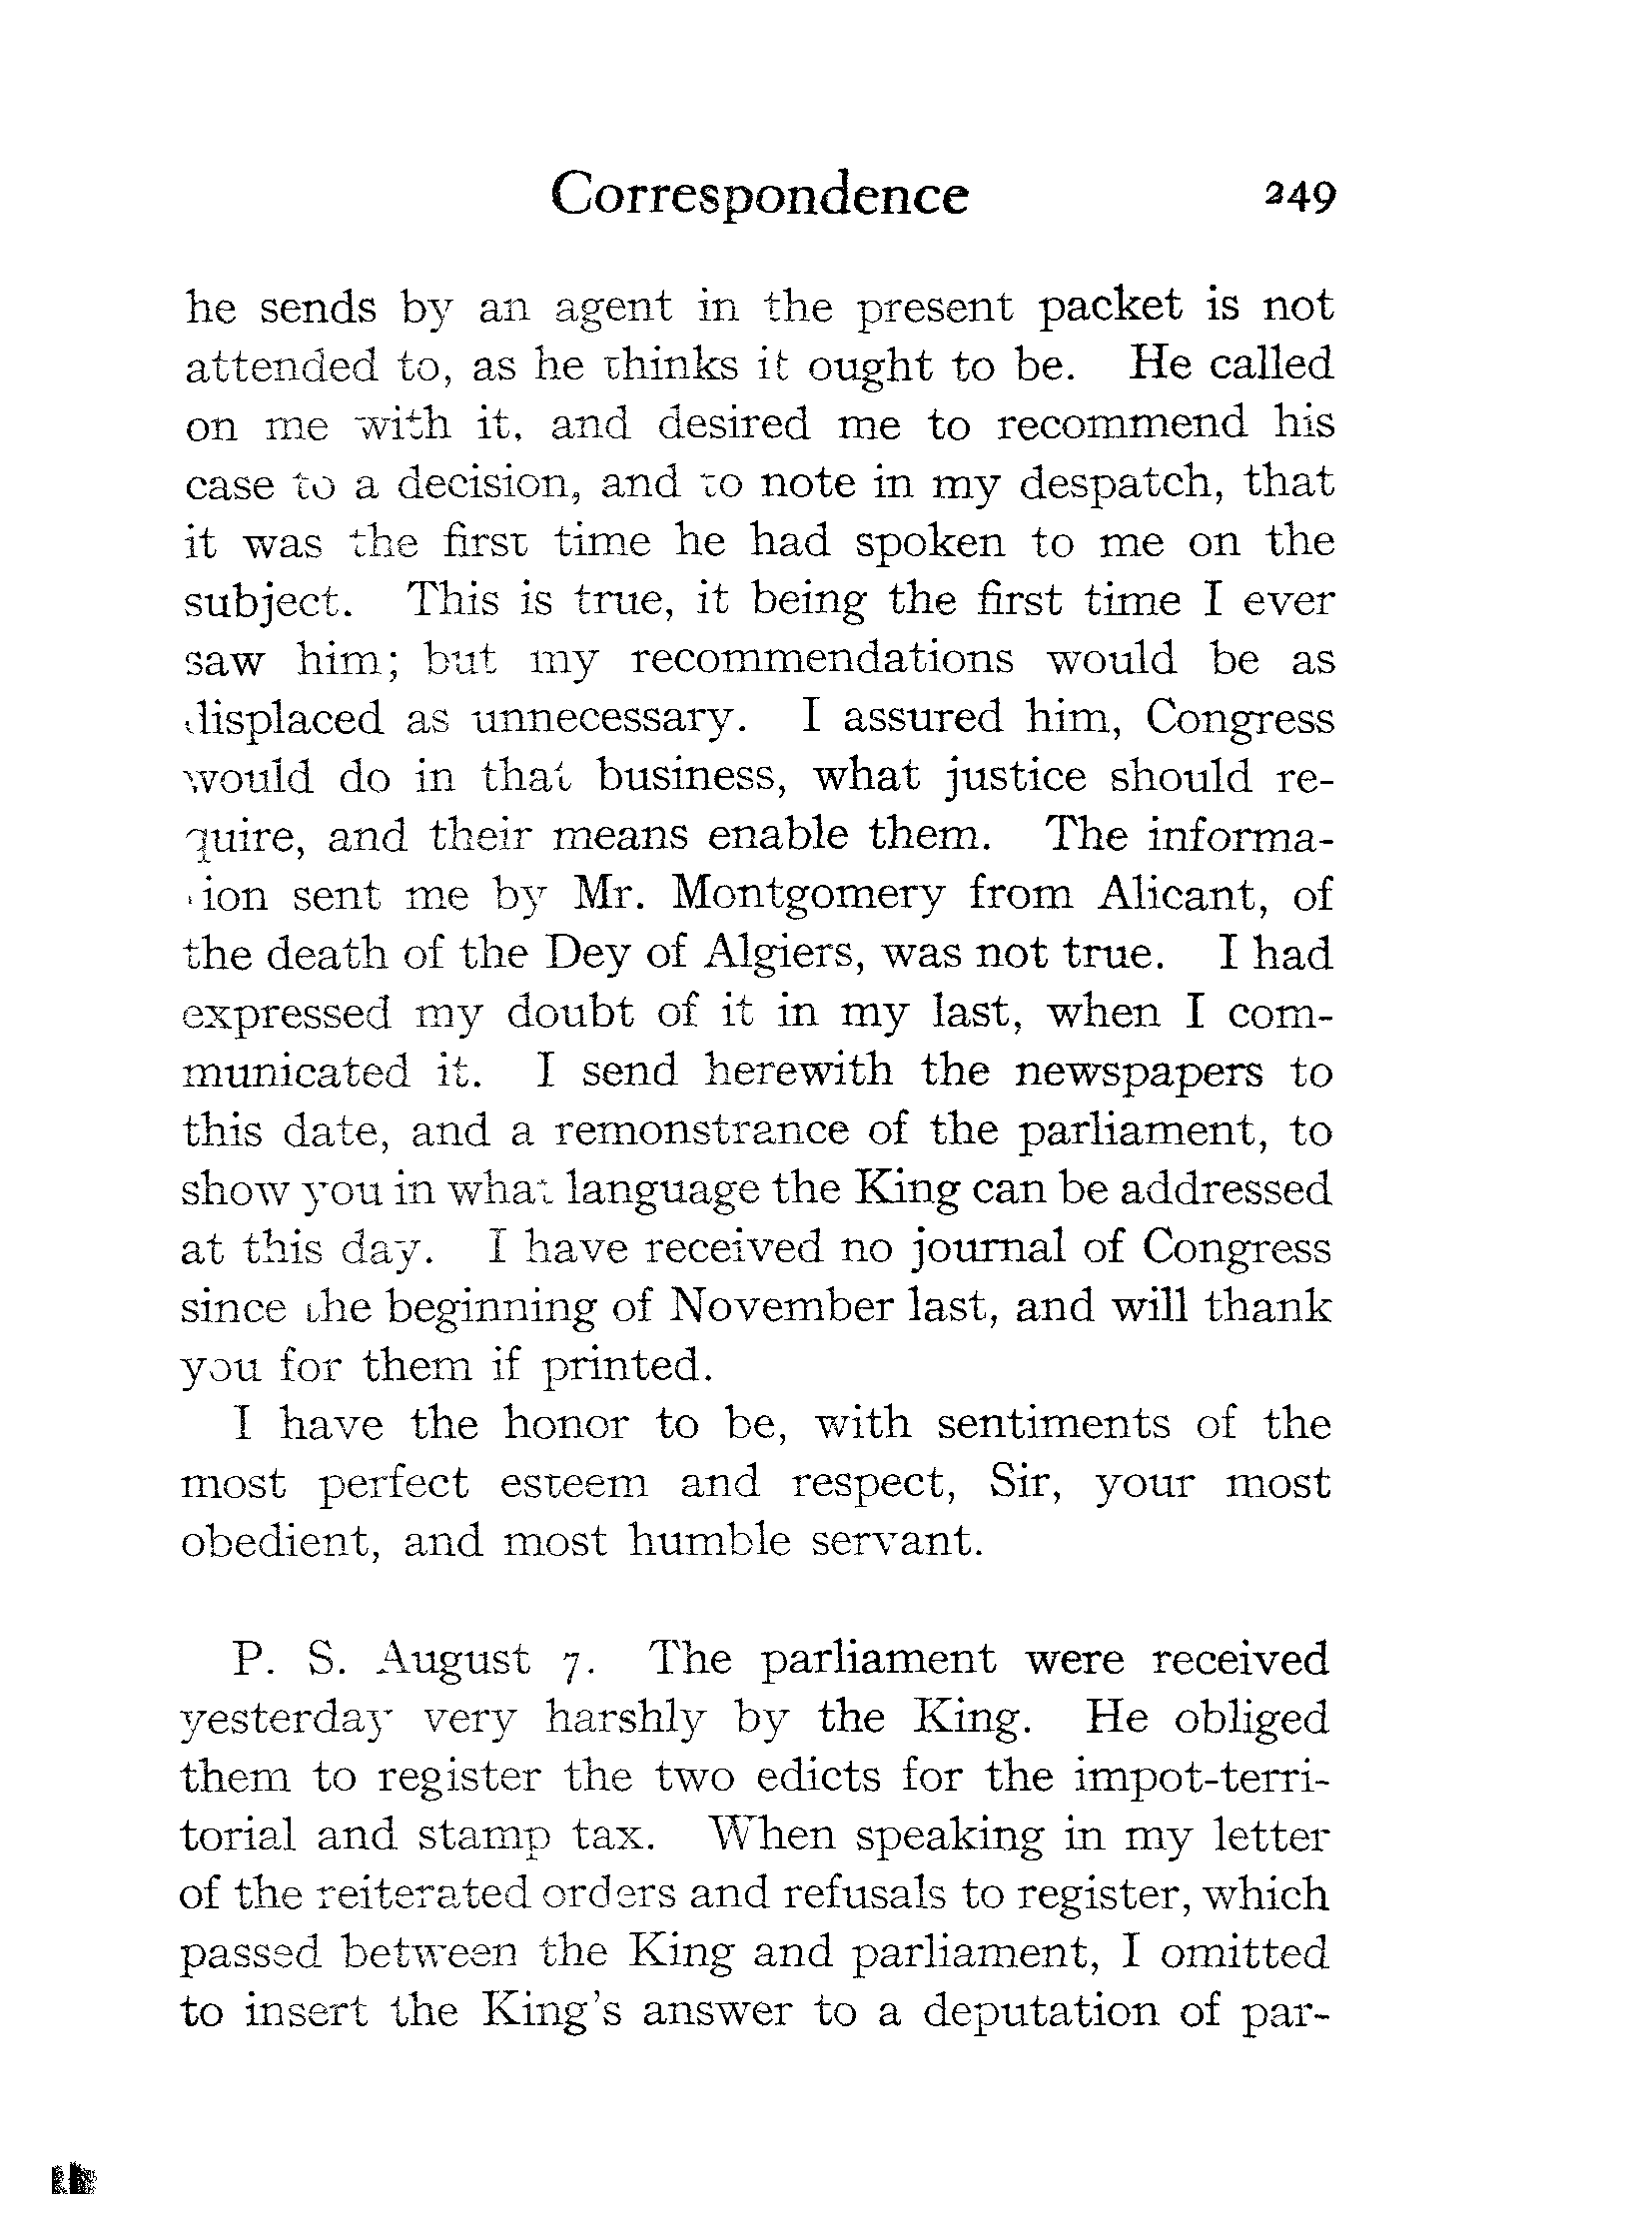 Correspondence 249
he sends by an agent in the present packet is not
attended to, as he thinks it ought to be. He called
on me with it, and desired me to recommend his
case to a decision, and to note in my despatch, that
it was the first time he had spoken to me on the
subject. This is true, it being the first time I ever
saw him; but my recommendations would be as
displaced as unnecessary. I assured him, Congress
would do in that business, what justice should re-
quire, and their means enable them. The informa-
tion sent me by Mr. Montgomery from Alicant, of
the death of the Dey of Algiers, was not true. I had
expressed my doubt of it in my last, when I com-
municated it. I send herewith the newspapers to
this date, and a remonstrance of the parliament, to
show you in what language the King can be addressed
at this day. I have received no journal of Congress
since the beginning of November last, and will thank
you for them if printed.
I have the honor to be, with sentiments of the
most perfect esteem and respect, Sir, your most
obedient, and most humble servant.
P. S. August 7. The parliament were received
yesterday very harshly by the King. He obliged
them to register the two edicts for the impot-terri-
torial and stamp tax. When speaking in my letter
of the reiterated orders and refusals to register, which
passed between the King and parliament, I omitted
to insert the King's answer to a deputation of par-